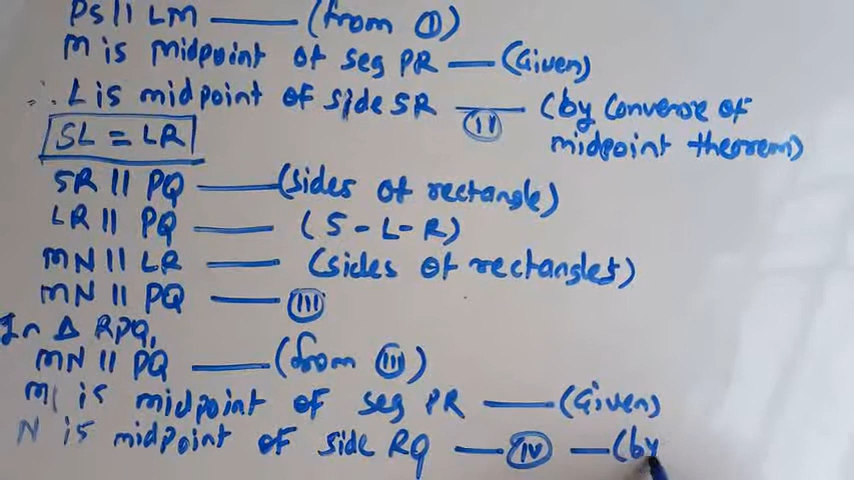 PS || LM —— (from I)
M is midpoint of seg PR — (Given)
∴ L is midpoint of side SR —— II (by Converse of
midpoint theorem)
SL = LR
SR || PQ —— (sides of rectangle)
LR || PQ —— (S - L - R)
MN || LR —— (sides of rectangles)
MN || PQ —— III
In Δ RPQ,
MN || PQ —— (from III)
M is midpoint of seg PR —— (Given)
N is midpoint of side RQ —— IV — (by